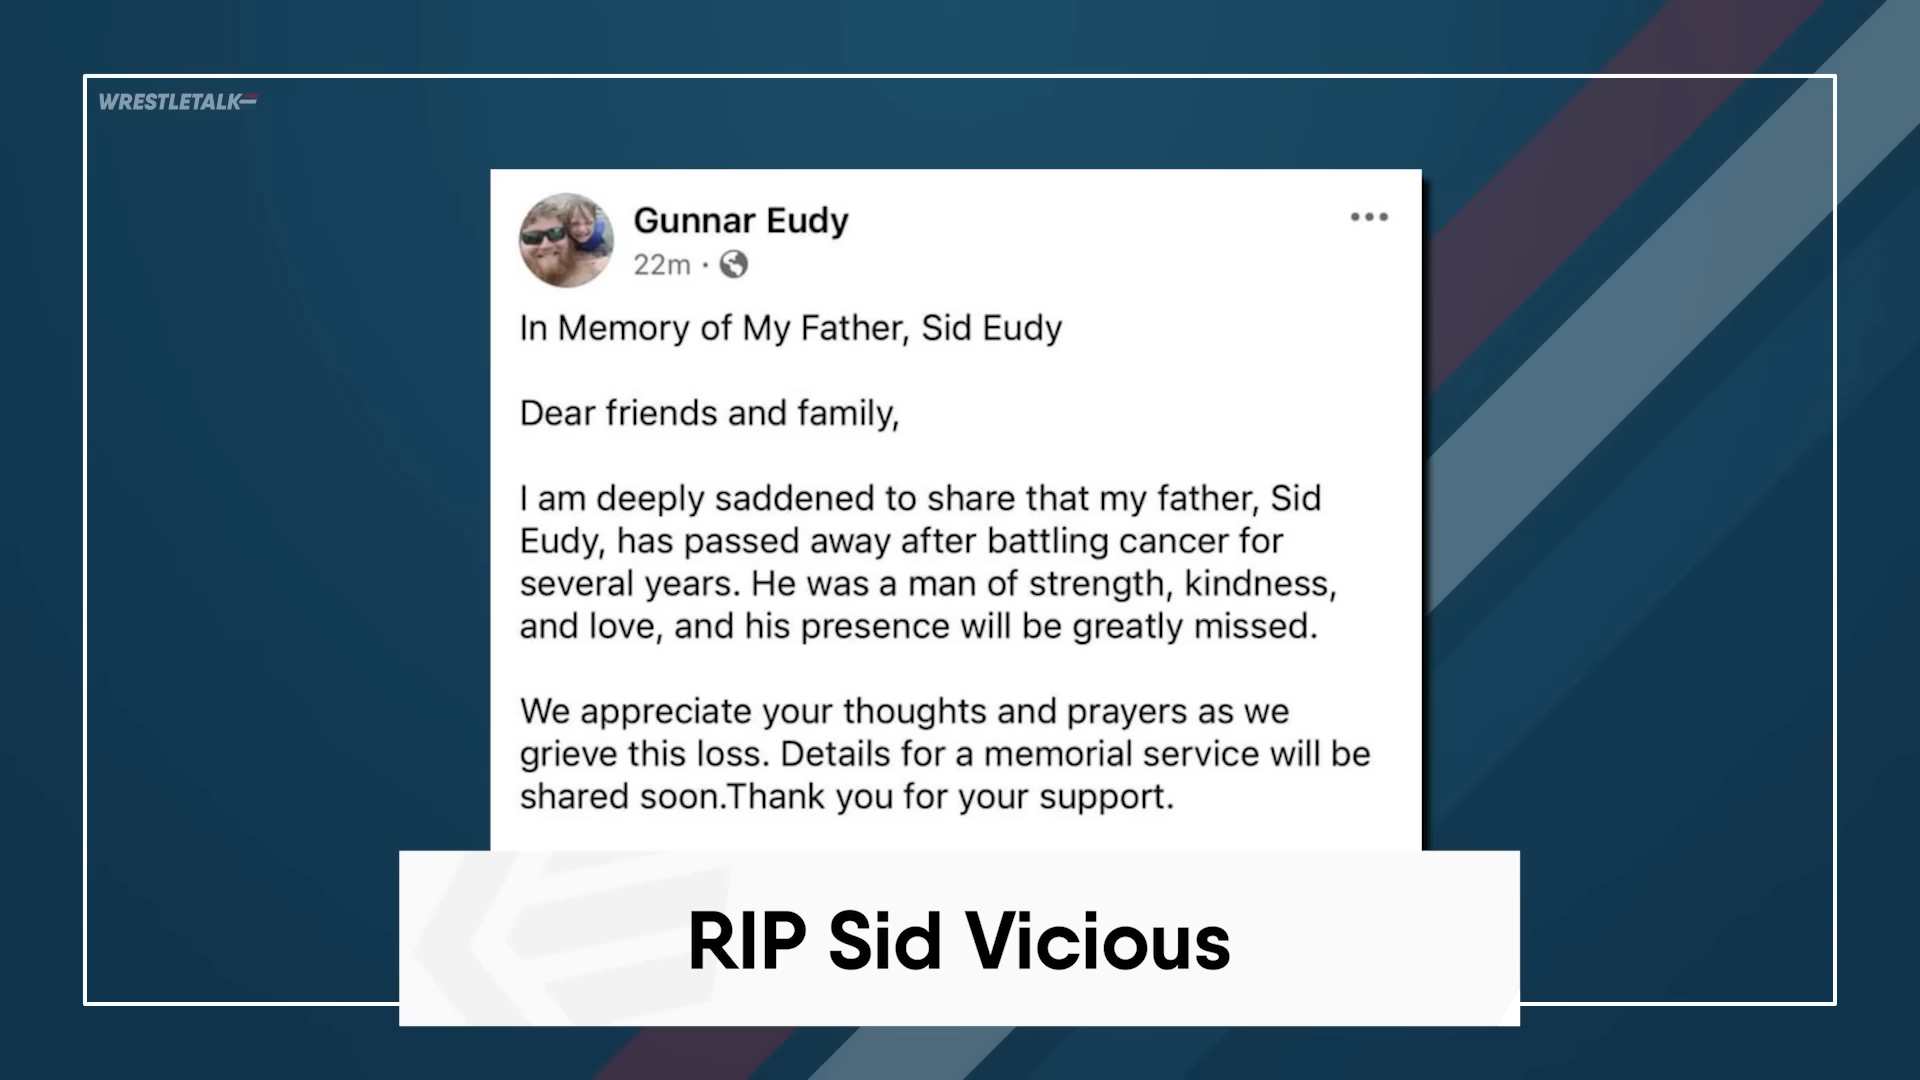 WRESTLETALK
Gunnar Eudy
22m ·
In Memory of My Father, Sid Eudy
Dear friends and family,
I am deeply saddened to share that my father, Sid
Eudy, has passed away after battling cancer for
several years. He was a man of strength, kindness,
and love, and his presence will be greatly missed.
We appreciate your thoughts and prayers as we
grieve this loss. Details for a memorial service will be
shared soon.Thank you for your support.
RIP Sid Vicious